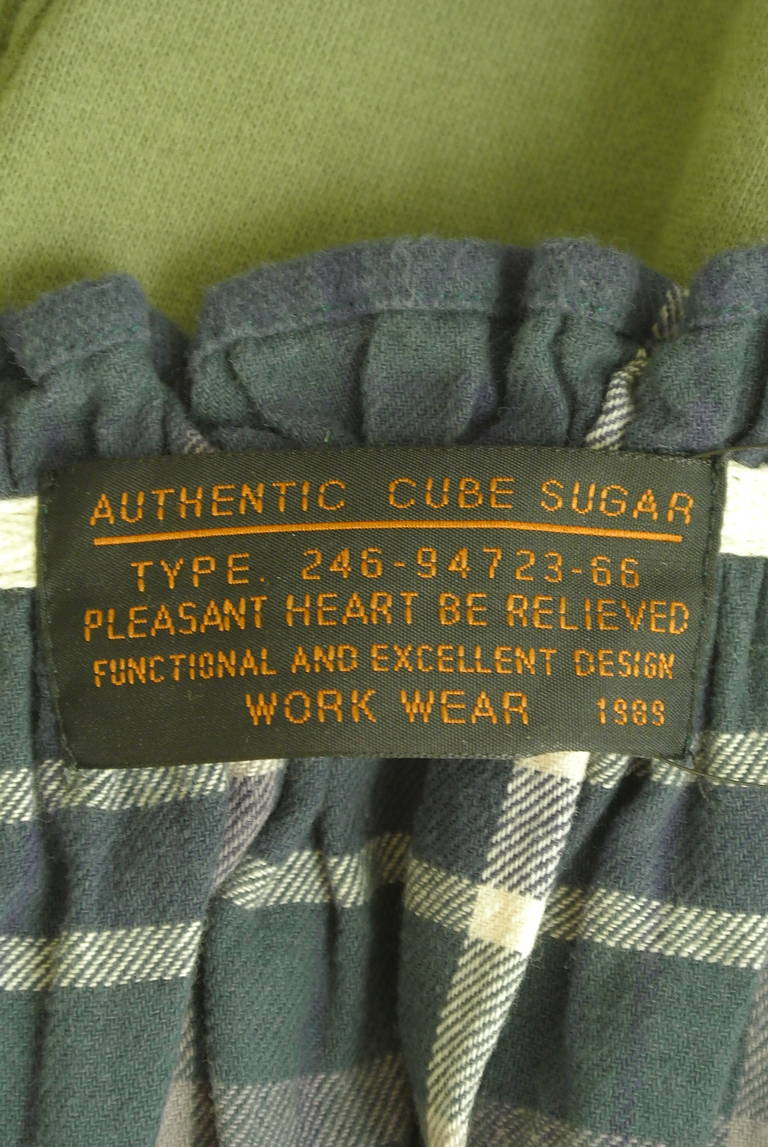 AUTHENTIC CUBE SUGAR
TYPE. 246-94723-66
PLEASANT HEART BE RELIEVED
FUNCTIONAL AND EXCELLENT DESIGN
WORK WEAR 1989